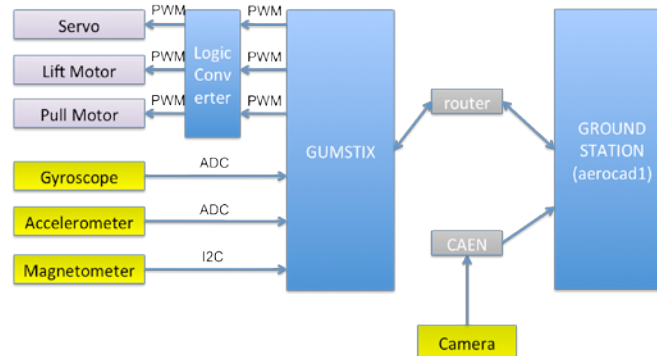 PWM
PWM
Servo
Lift Motor
Pull Motor
PWM
PWM
PWM
PWM
Logic
Conv
erter
GUMSTIX
router
GROUND
STATION
(aerocad1)
Gyroscope
ADC
Accelerometer
ADC
Magnetometer
I2C
CAEN
Camera